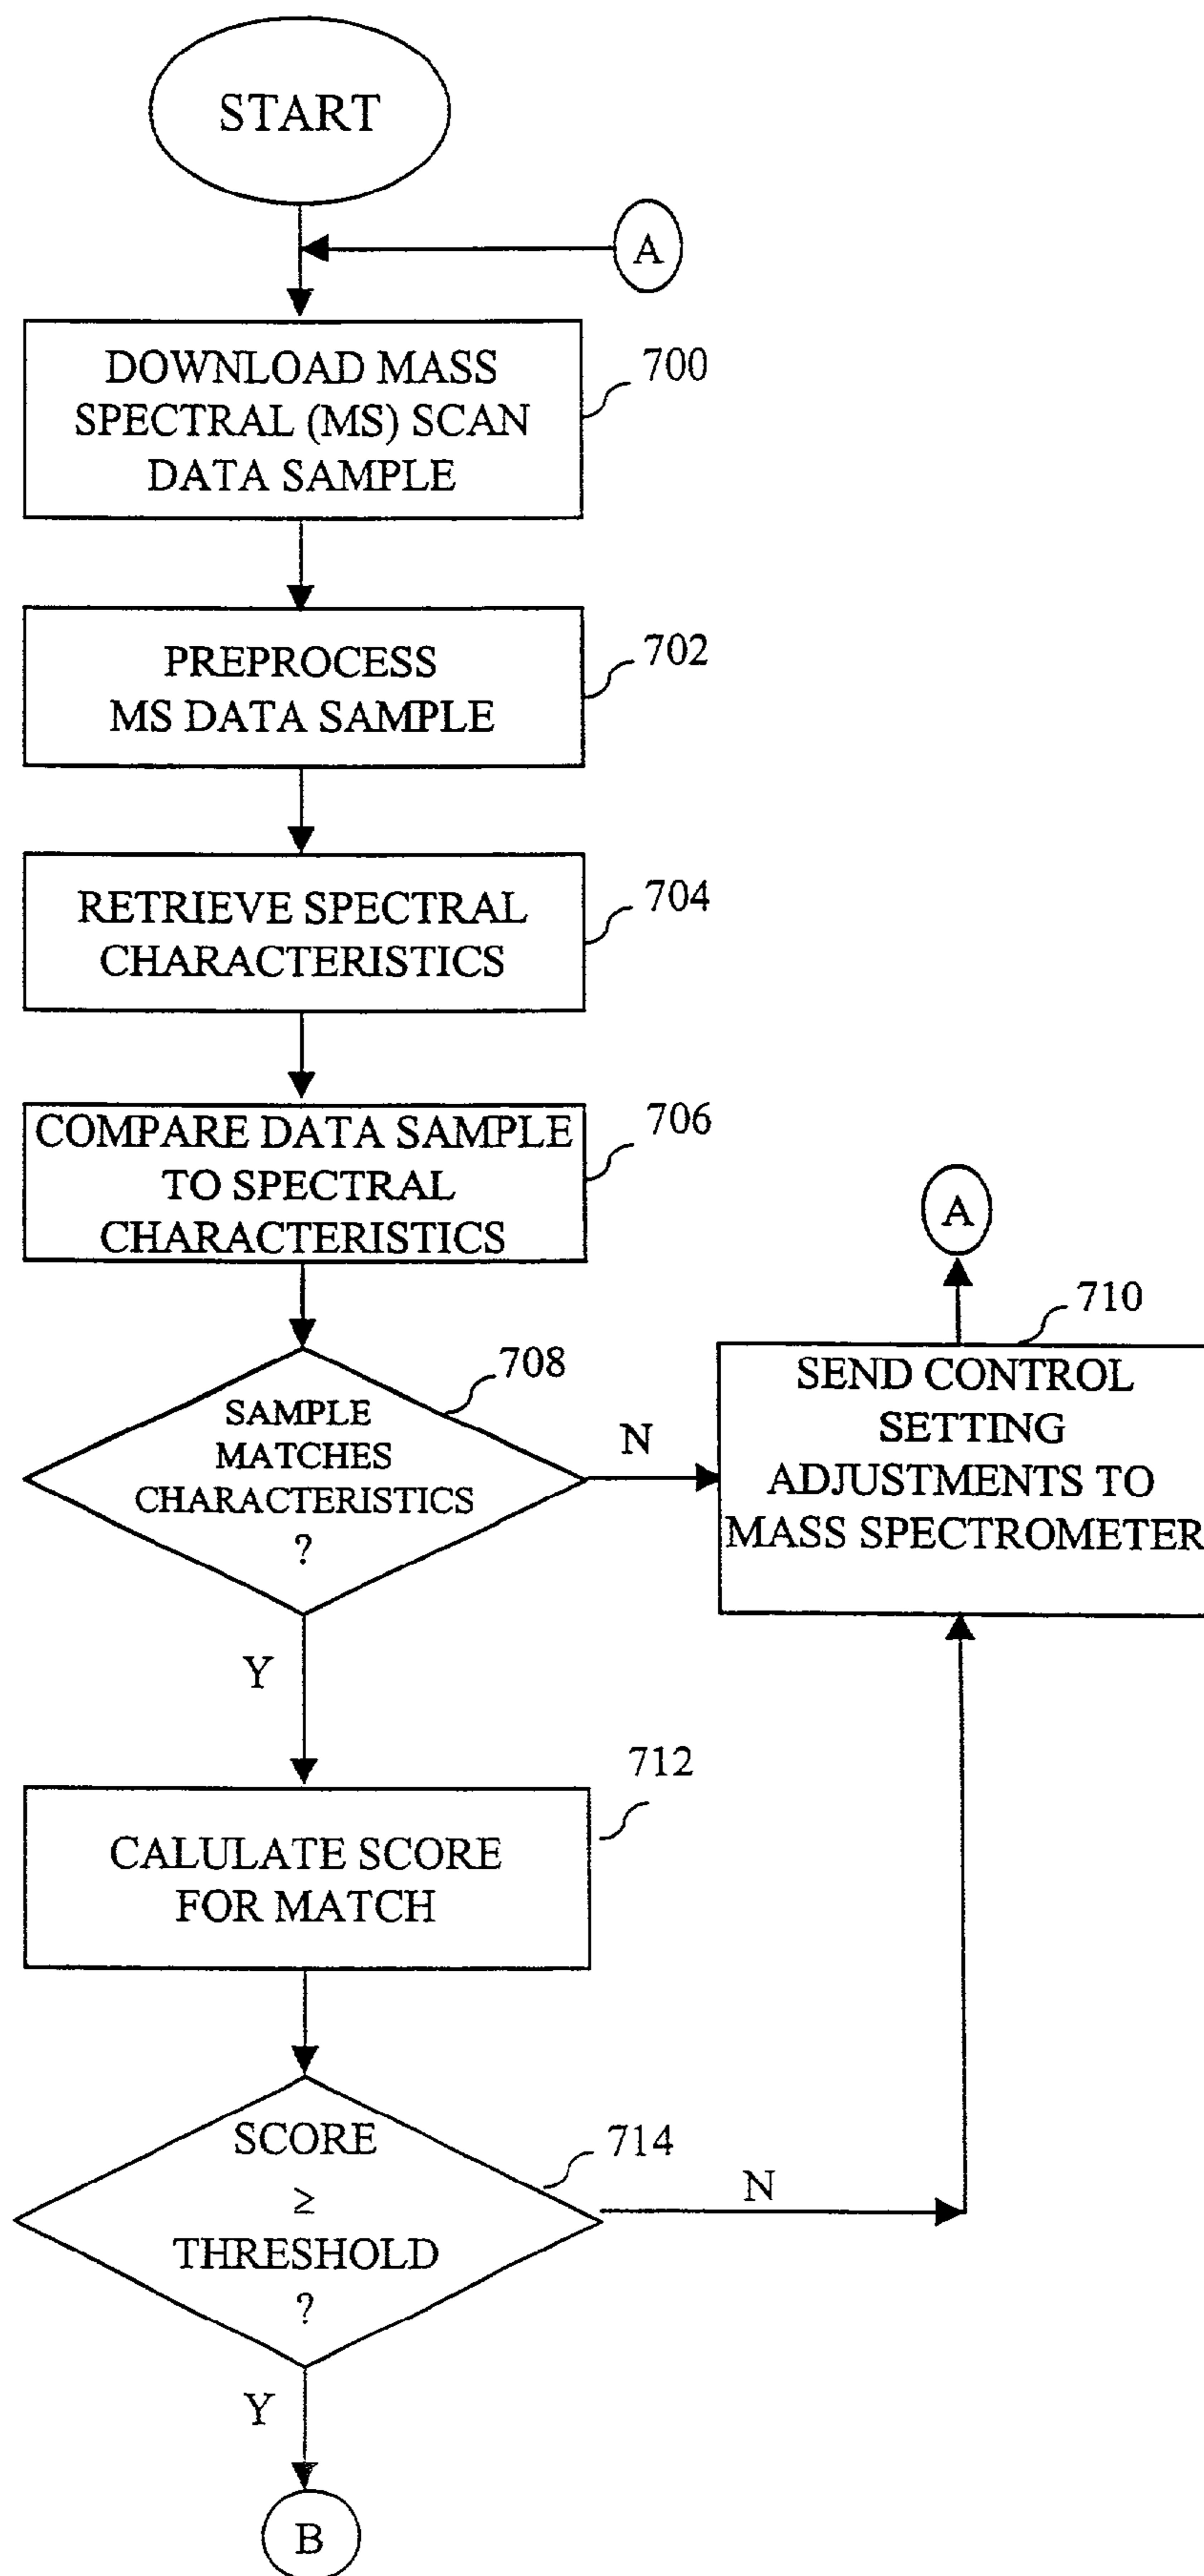 START
A
DOWNLOAD MASS
SPECTRAL (MS) SCAN
DATA SAMPLE
700
PREPROCESS
MS DATA SAMPLE
702
RETRIEVE SPECTRAL
CHARACTERISTICS
704
COMPARE DATA SAMPLE
TO SPECTRAL
CHARACTERISTICS
706
SAMPLE
MATCHES
CHARACTERISTICS
?
708
N
A
710
SEND CONTROL
SETTING
ADJUSTMENTS TO
MASS SPECTROMETER
Y
CALULATE SCORE
FOR MATCH
712
SCORE
≥
THRESHOLD
?
714
N
Y
B